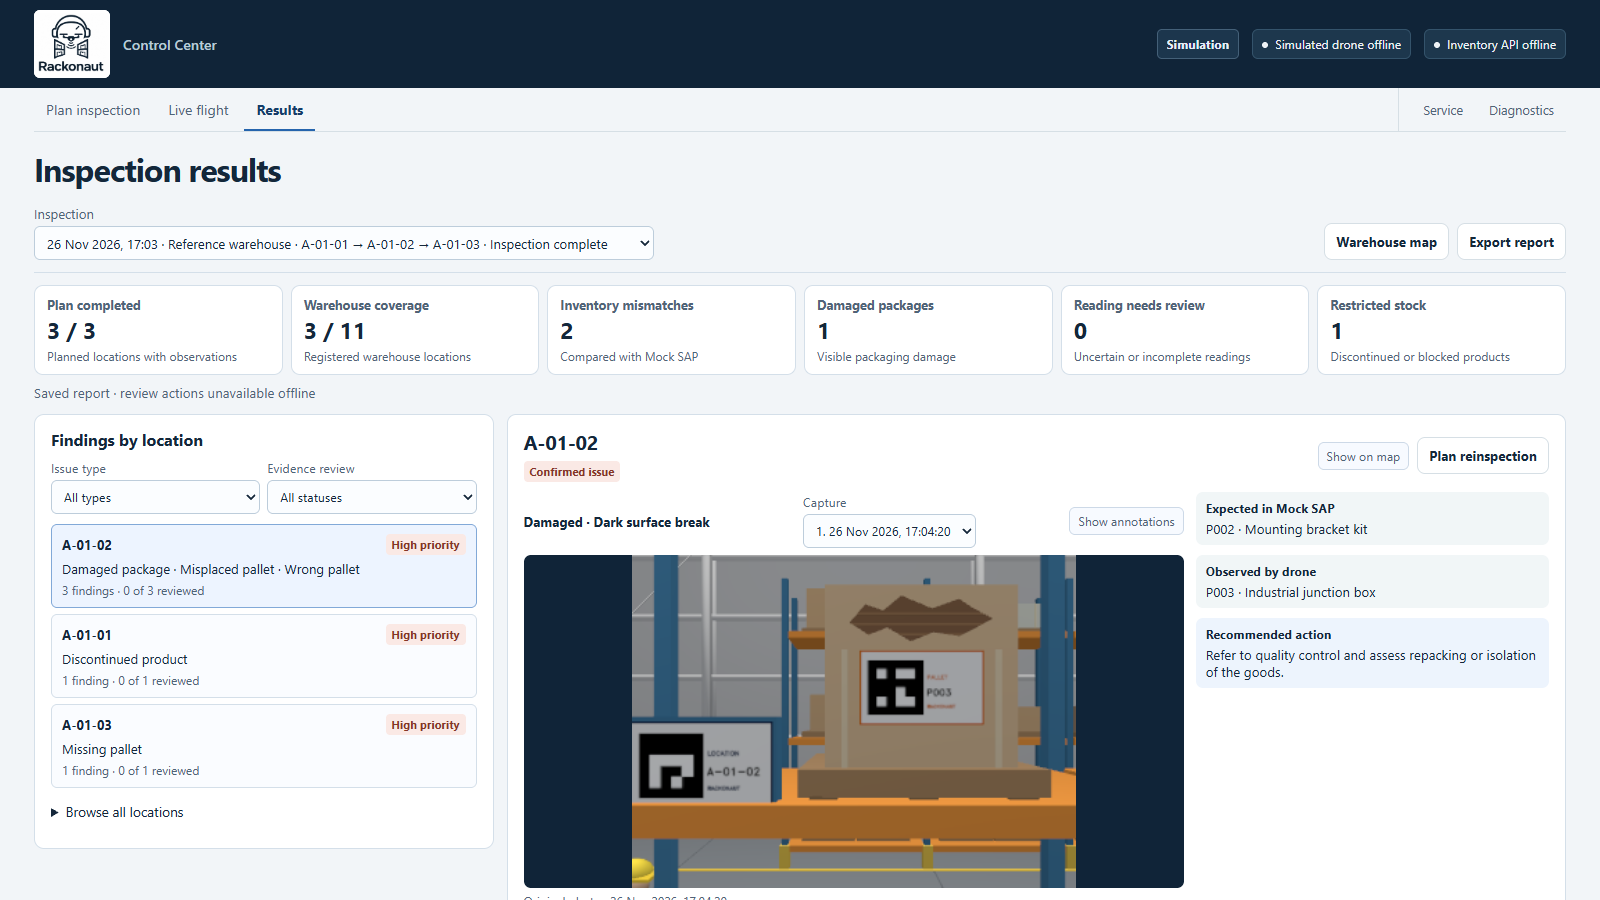 Rackonaut
Control Center
Simulation
Simulated drone offline
Inventory API offline
Plan inspection
Live flight
Results
Service
Diagnostics
Inspection results
Inspection
26 Nov 2026, 17:03 · Reference warehouse · A-01-01 → A-01-02 → A-01-03 · Inspection complete
Warehouse map
Export report
Plan completed
3 / 3
Planned locations with observations
Warehouse coverage
3 / 11
Registered warehouse locations
Inventory mismatches
2
Compared with Mock SAP
Damaged packages
1
Visible packaging damage
Reading needs review
0
Uncertain or incomplete readings
Restricted stock
1
Discontinued or blocked products
Saved report · review actions unavailable offline
Findings by location
Issue type
Evidence review
All types
All statuses
A-01-02
High priority
Damaged package · Misplaced pallet · Wrong pallet
3 findings · 0 of 3 reviewed
A-01-01
High priority
Discontinued product
1 finding · 0 of 1 reviewed
A-01-03
High priority
Missing pallet
1 finding · 0 of 1 reviewed
Browse all locations
A-01-02
Confirmed issue
Show on map
Plan reinspection
Damaged · Dark surface break
Capture
1. 26 Nov 2026, 17:04:20
Show annotations
PALLET
P003
RACKONAUT
LOCATION
A-01-02
RACKONAUT
Expected in Mock SAP
P002 · Mounting bracket kit
Observed by drone
P003 · Industrial junction box
Recommended action
Refer to quality control and assess repacking or isolation
of the goods.